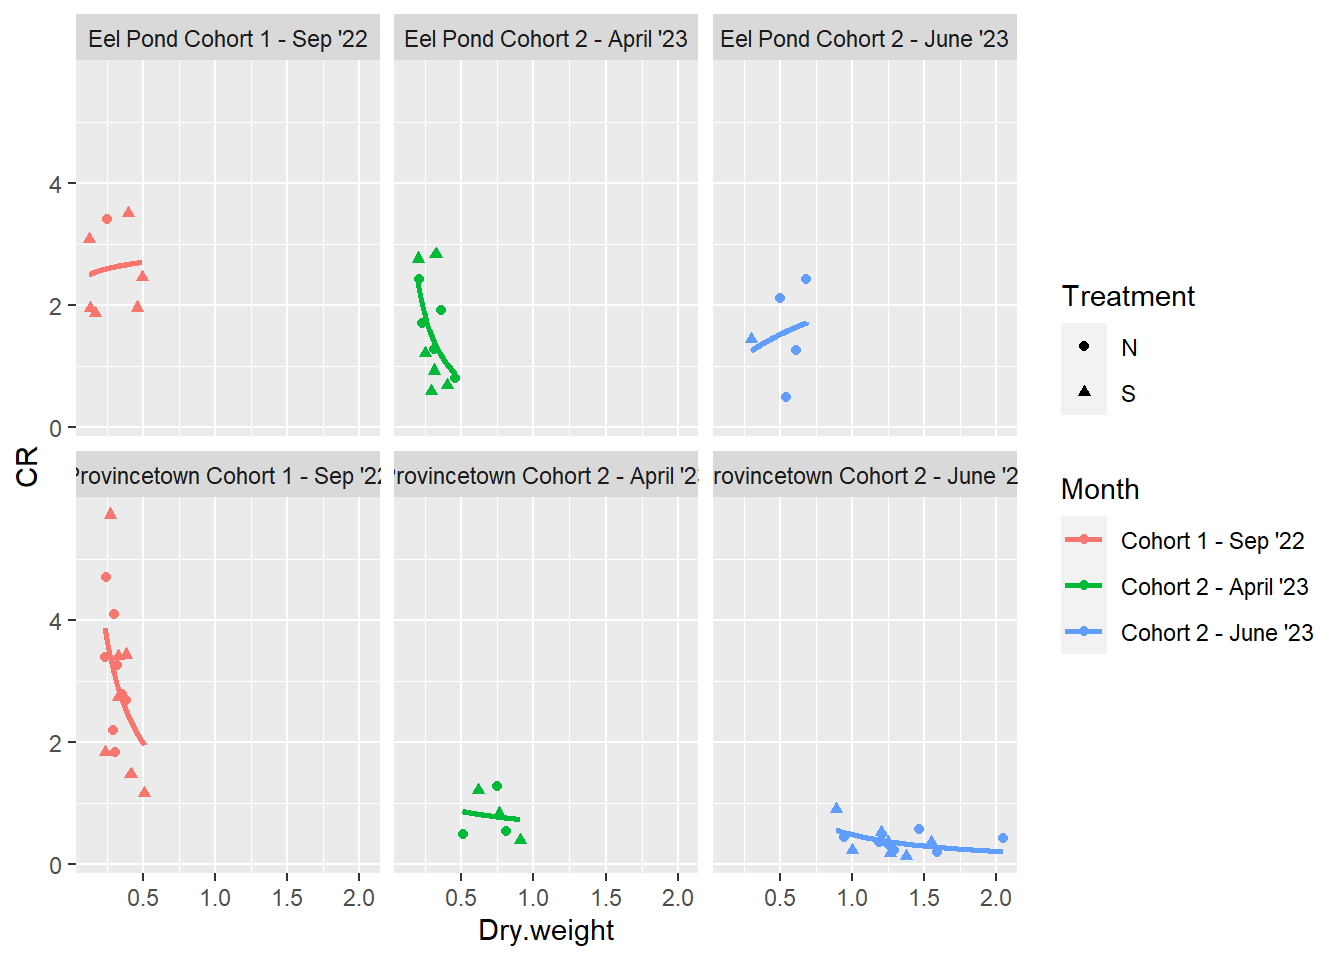 Eel Pond Cohort 1 - Sep '22
Eel Pond Cohort 2 - April '23
Eel Pond Cohort 2 - June '23
4
2
0
Provincetown Cohort 1 - Sep '22
Provincetown Cohort 2 - April '23
rovincetown Cohort 2 - June '2
4
2
0
CR
0.5 1.0 1.5 2.0
0.5 1.0 1.5 2.0
0.5 1.0 1.5 2.0
Dry.weight
Treatment
N
S
Month
Cohort 1 - Sep '22
Cohort 2 - April '23
Cohort 2 - June '23